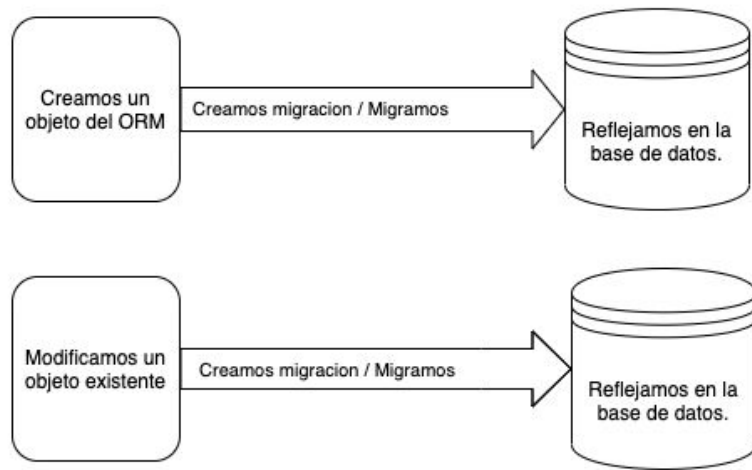 Creamos un
objeto del ORM
Creamos migracion / Migramos
Reflejamos en la
base de datos.
Modificamos un
objeto existente
Creamos migracion / Migramos
Reflejamos en la
base de datos.